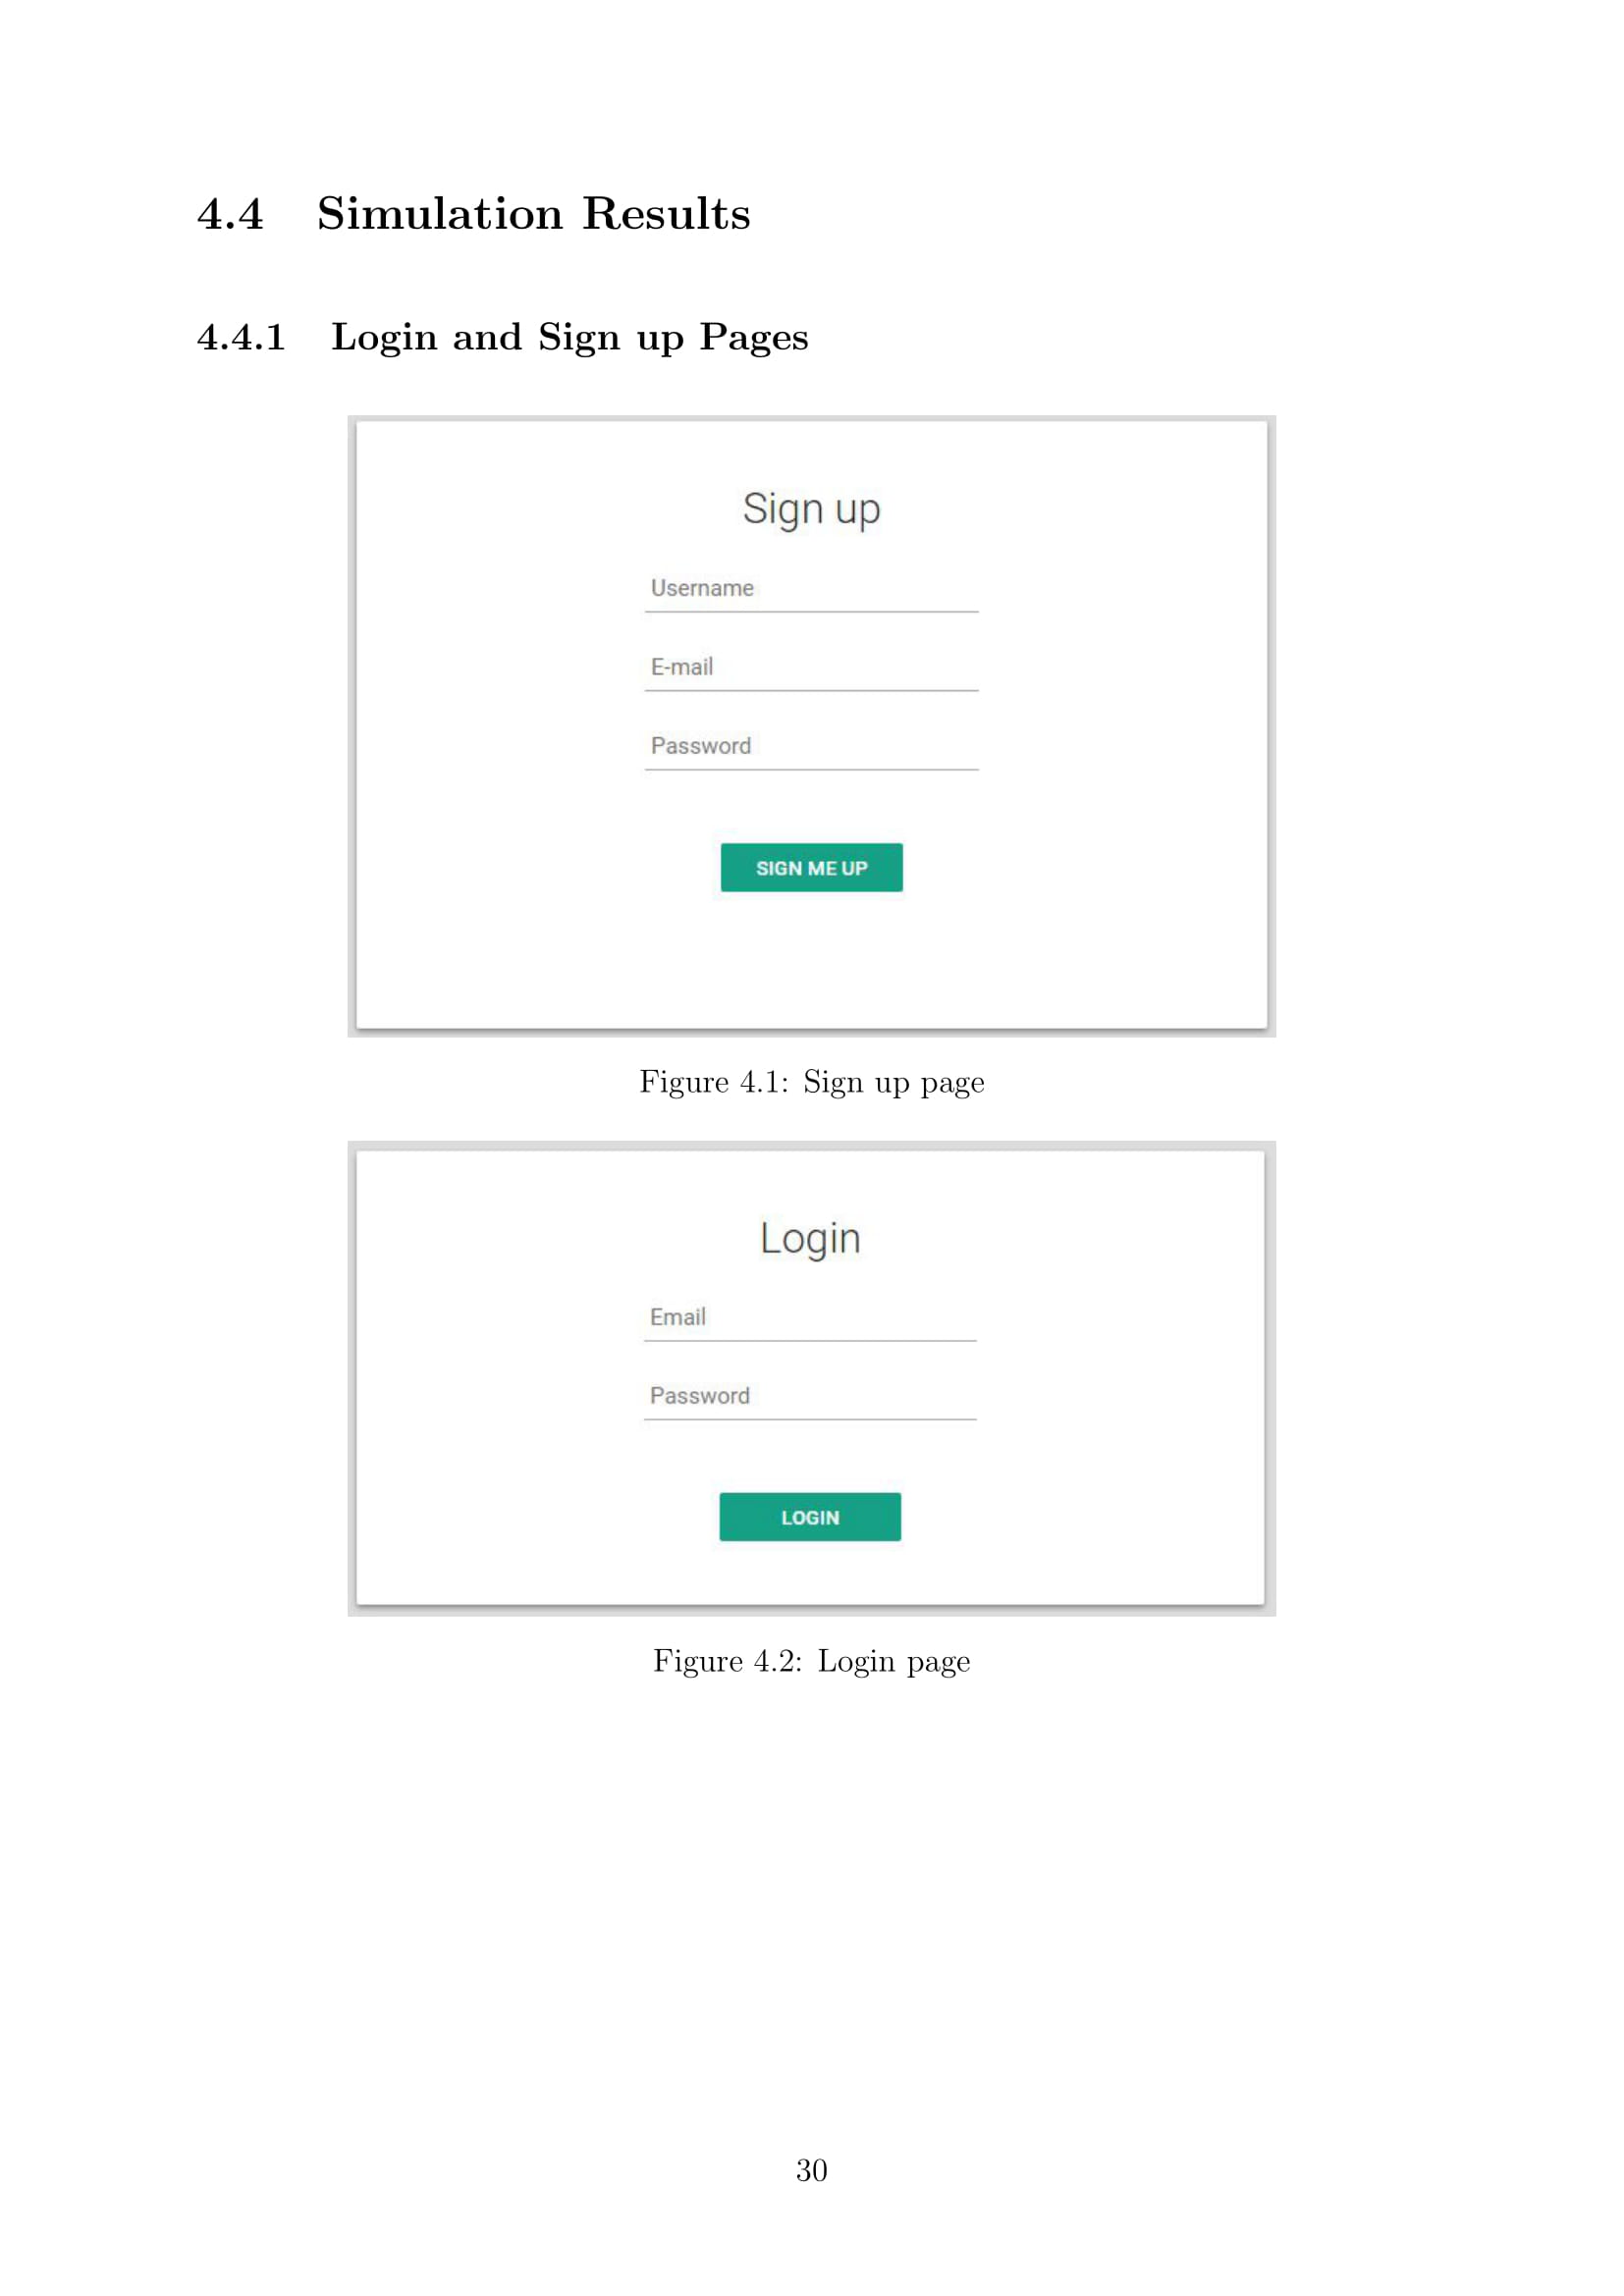 4.4 Simulation Results
4.4.1 Login and Sign up Pages
Sign up
Username
E-mail
Password
SIGN ME UP
Figure 4.1: Sign up page
Login
Email
Password
LOGIN
Figure 4.2: Login page
30